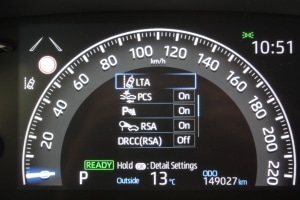 10:51
20
40
60
80
100
120
140
160
180
200
220
km/h
LTA
PCS On
On
RSA On
DRCC(RSA) Off
READY Hold : Detail Settings
P Outside 13 °C ODO 149027 km